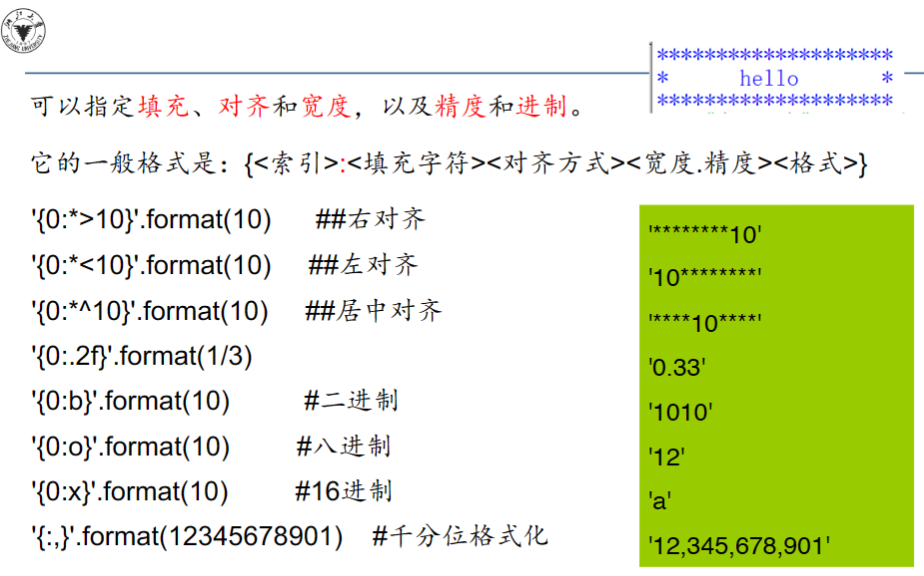 ********************
* hello *
********************
可以指定填充、对齐和宽度，以及精度和进制。
它的一般格式是：{<索引>:<填充字符><对齐方式><宽度.精度><格式>}
'{0:*>10}'.format(10) ##右对齐
'********10'
'{0:*<10}'.format(10) ##左对齐
'10********'
'{0:*^10}'.format(10) ##居中对齐
'****10****'
'{0:.2f}'.format(1/3)
'0.33'
'{0:b}'.format(10) #二进制
'1010'
'{0:o}'.format(10) #八进制
'12'
'{0:x}'.format(10) #16进制
'a'
'{:,}'.format(12345678901) #千分位格式化
'12,345,678,901'